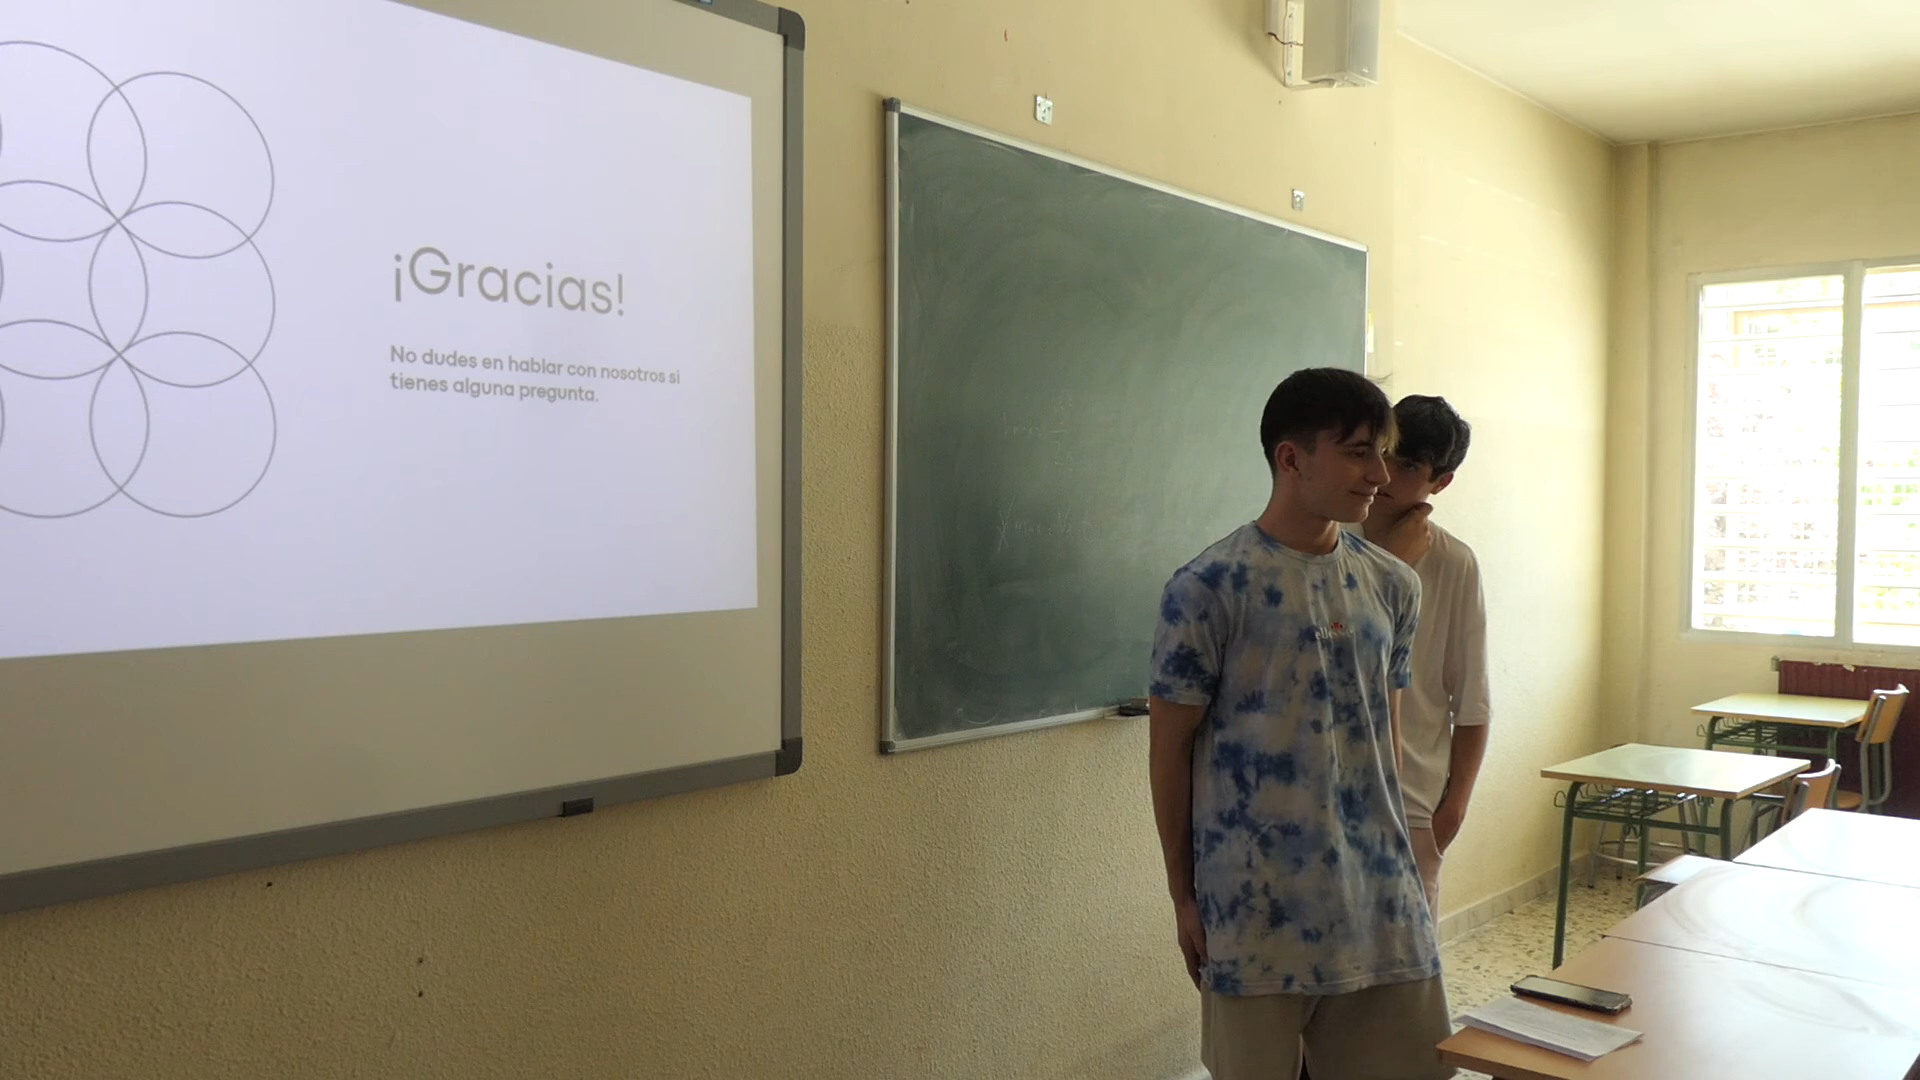 ¡Gracias!
No dudes en hablar con nosotros si
tienes alguna pregunta.